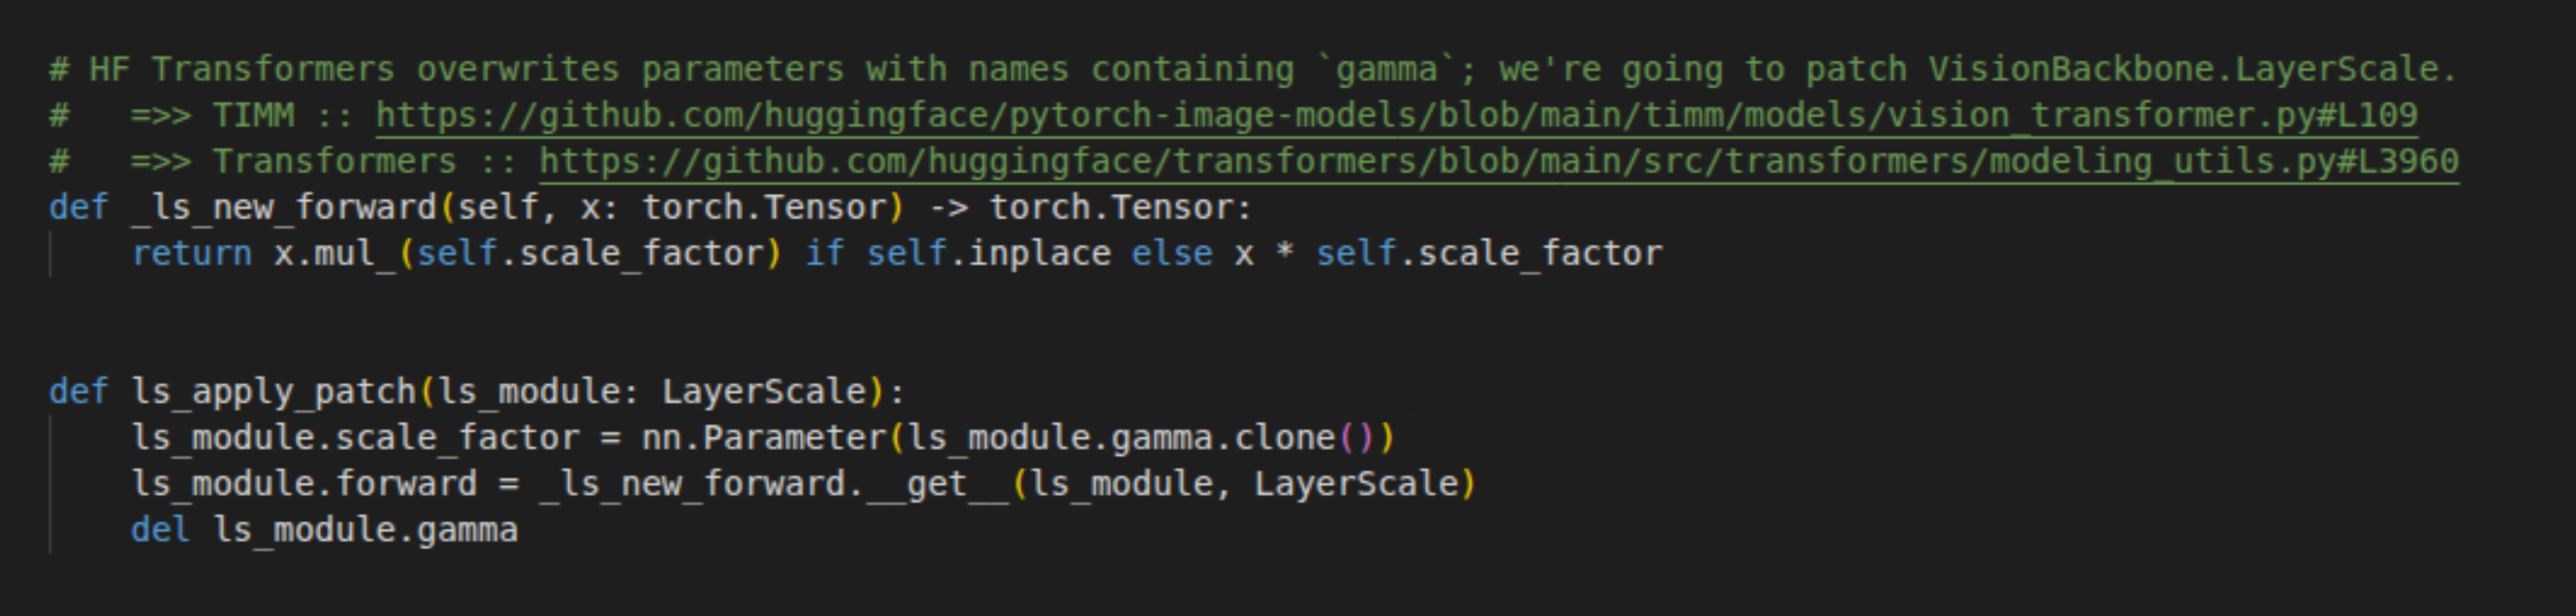 # HF Transformers overwrites parameters with names containing `gamma`; we're going to patch VisionBackbone.LayerScale.
#   =>> TIMM :: https://github.com/huggingface/pytorch-image-models/blob/main/timm/models/vision_transformer.py#L109
#   =>> Transformers :: https://github.com/huggingface/transformers/blob/main/src/transformers/modeling_utils.py#L3960
def _ls_new_forward(self, x: torch.Tensor) -> torch.Tensor:
    return x.mul_(self.scale_factor) if self.inplace else x * self.scale_factor
def ls_apply_patch(ls_module: LayerScale):
    ls_module.scale_factor = nn.Parameter(ls_module.gamma.clone())
    ls_module.forward = _ls_new_forward.__get__(ls_module, LayerScale)
    del ls_module.gamma